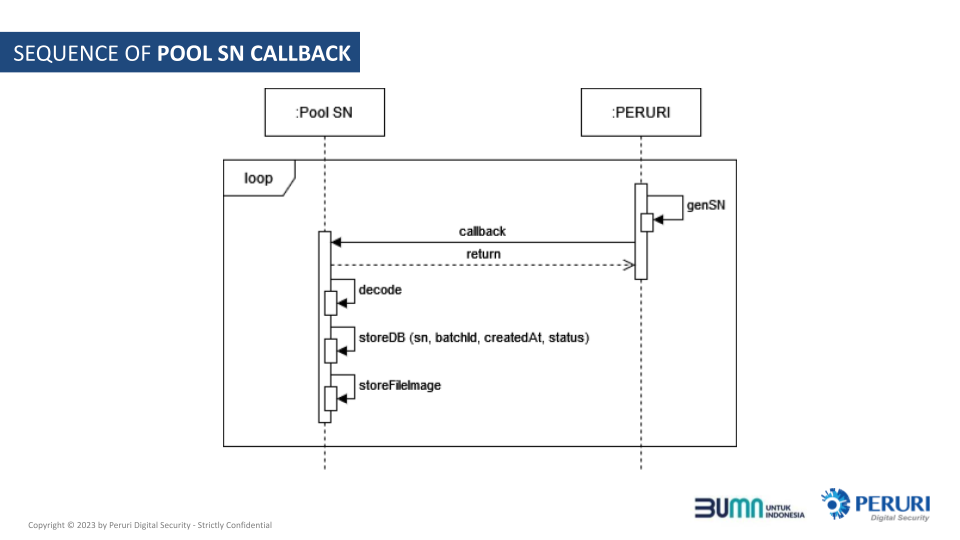 SEQUENCE OF POOL SN CALLBACK
:Pool SN
:PERURI
loop
genSN
callback
return
decode
storeDB (sn, batchId, createdAt, status)
storeFileImage
BUMN UNTUK
INDONESIA
PERURI
Digital Security
Copyright © 2023 by Peruri Digital Security - Strictly Confidential